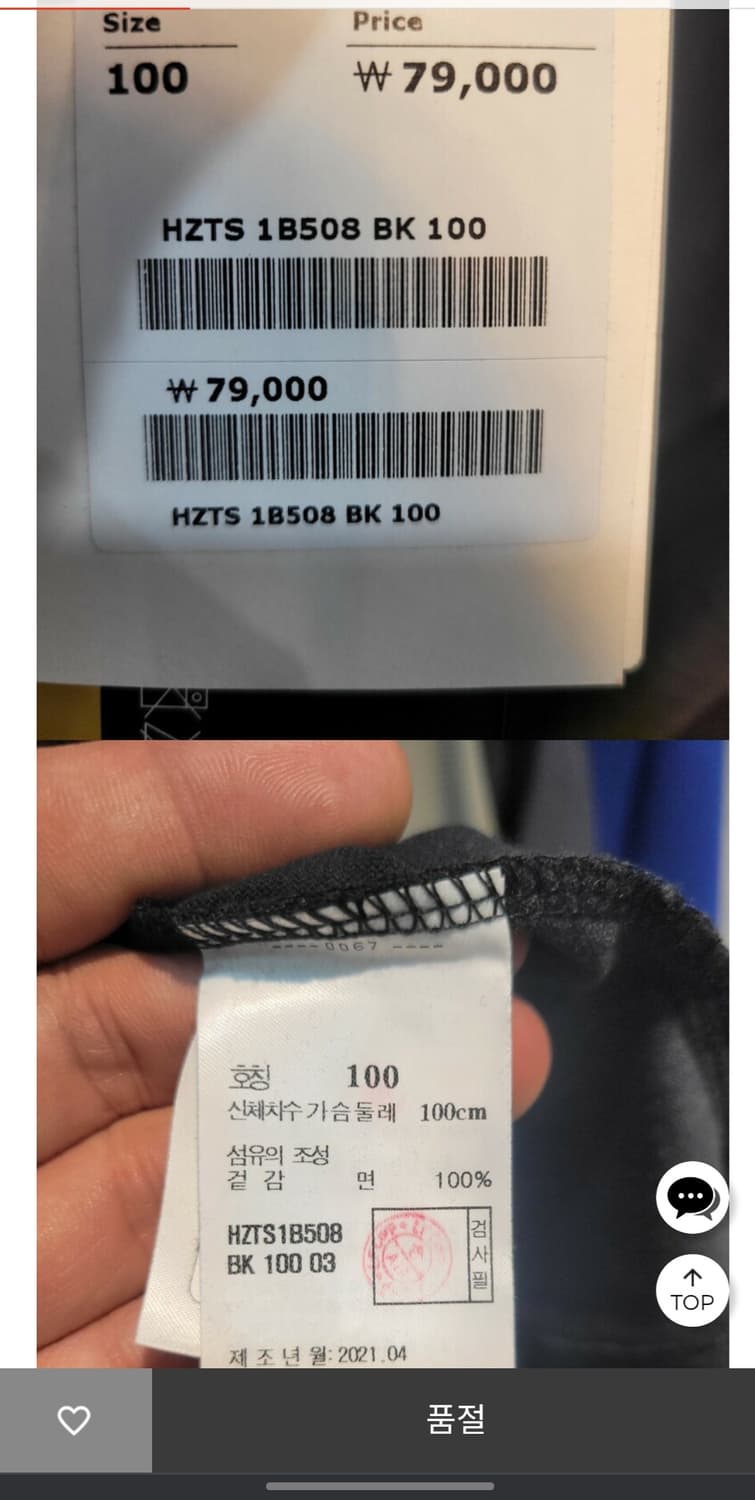 Size Price
100 ₩ 79,000
HZTS 1B508 BK 100
₩ 79,000
HZTS 1B508 BK 100
---- 0067 ----
호칭 100
신체치수 가슴둘레 100cm
섬유의 조성
겉 감 면 100%
HZTS1B508
BK 100 03
검사필
제 조 년 월: 2021.04
TOP
품절